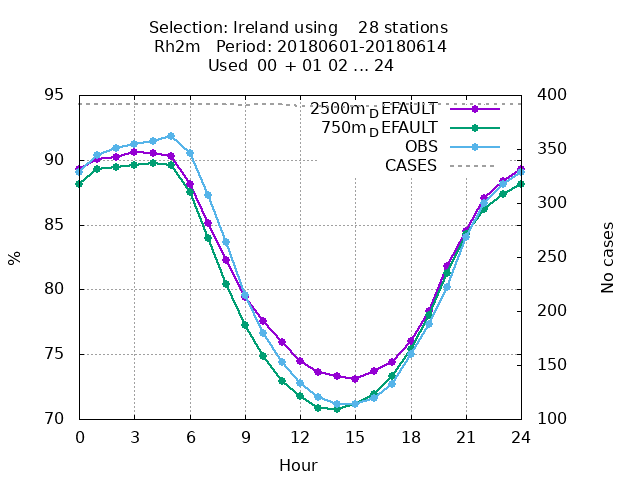 Selection: Ireland using    28 stations
Rh2m   Period: 20180601-20180614
Used  00 + 01 02 ... 24
95
90
85
80
75
70
%
400
350
300
250
200
150
100
No cases
2500m_DEFAULT
750m_DEFAULT
OBS
CASES
0 3 6 9 12 15 18 21 24
Hour